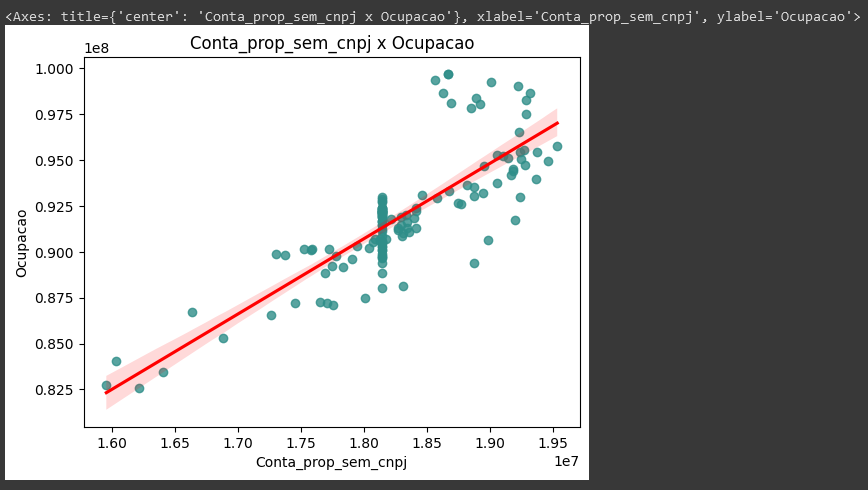 <Axes: title={'center': 'Conta_prop_sem_cnpj x Ocupacao'}, xlabel='Conta_prop_sem_cnpj', ylabel='Ocupacao'>
Conta_prop_sem_cnpj x Ocupacao
1e8
1.000
0.975
0.950
0.925
0.900
0.875
0.850
0.825
Ocupacao
1.60 1.65 1.70 1.75 1.80 1.85 1.90 1.95
1e7
Conta_prop_sem_cnpj